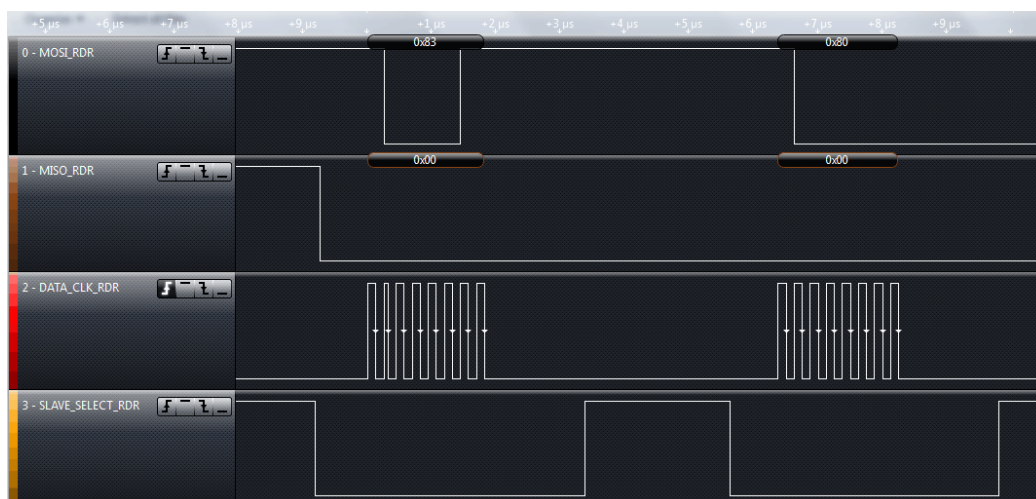 +5 µs +6 µs +7 µs +8 µs +9 µs +1 µs +2 µs +3 µs +4 µs +5 µs +6 µs +7 µs +8 µs +9 µs
0x83 0x80
0 - MOSI_RDR
0x00 0x00
1 - MISO_RDR
2 - DATA_CLK_RDR
3 - SLAVE_SELECT_RDR